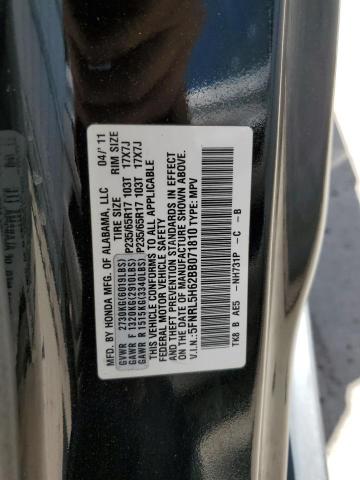 MFG. BY HONDA MFG. OF ALABAMA, LLC 04/'11
TIRE SIZE RIM SIZE
GVWR 2730KG(6019LBS)
GAWR F 1320KG(2910LBS) P235/65R17 103T 17X7J
GAWR R 1515KG(3340LBS) P235/65R17 103T 17X7J
THIS VEHICLE CONFORMS TO ALL APPLICABLE
FEDERAL MOTOR VEHICLE SAFETY
AND THEFT PREVENTION STANDARDS IN EFFECT
ON THE DATE OF MANUFACTURE SHOWN ABOVE.
V.I.N.:5FNRL5H62BB071810 TYPE: MPV
TK8 B AE5 -NH731P -C -B